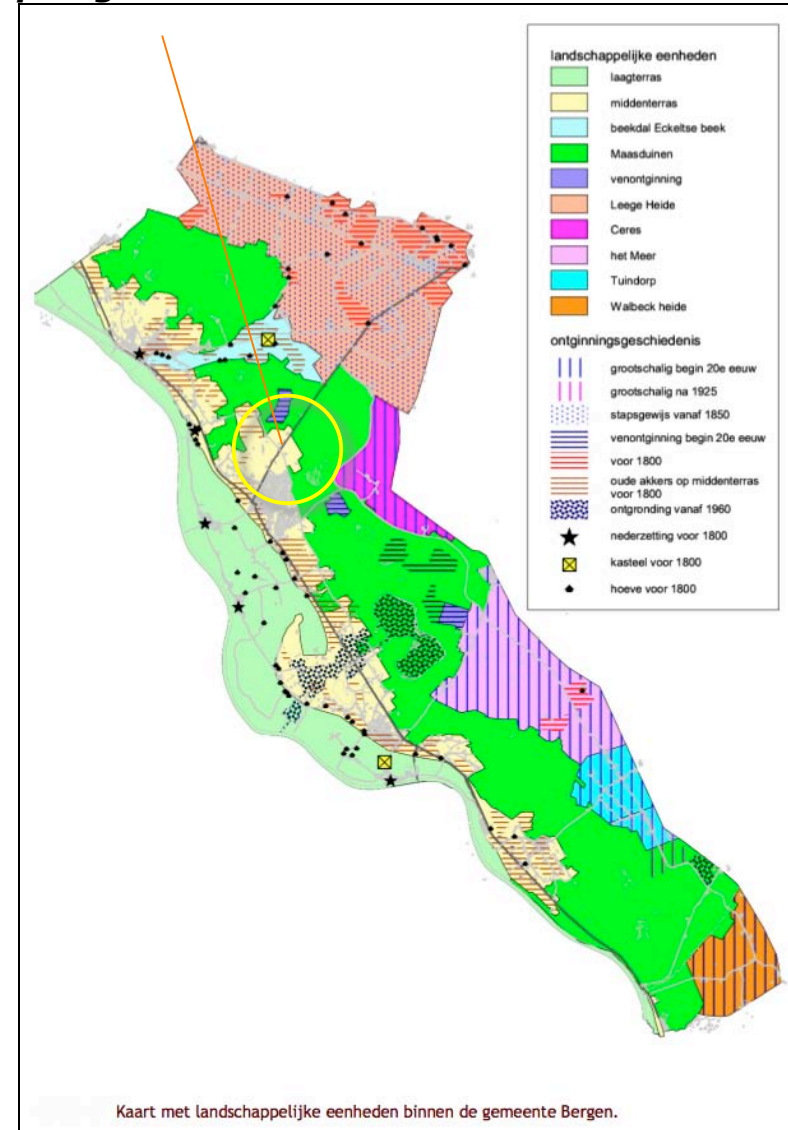 landschappelijke eenheden
laagterras
middenterras
beekdal Eckeltse beek
Maasduinen
venontginning
Leege Heide
Ceres
het Meer
Tuindorp
Walbeck heide
ontginningsgeschiedenis
grootschalig begin 20e eeuw
grootschalig na 1925
stapsgewijs vanaf 1850
venontginning begin 20e eeuw
voor 1800
oude akkers op middenterras
voor 1800
ontgronding vanaf 1960
nederzetting voor 1800
kasteel voor 1800
hoeve voor 1800
Kaart met landschappelijke eenheden binnen de gemeente Bergen.